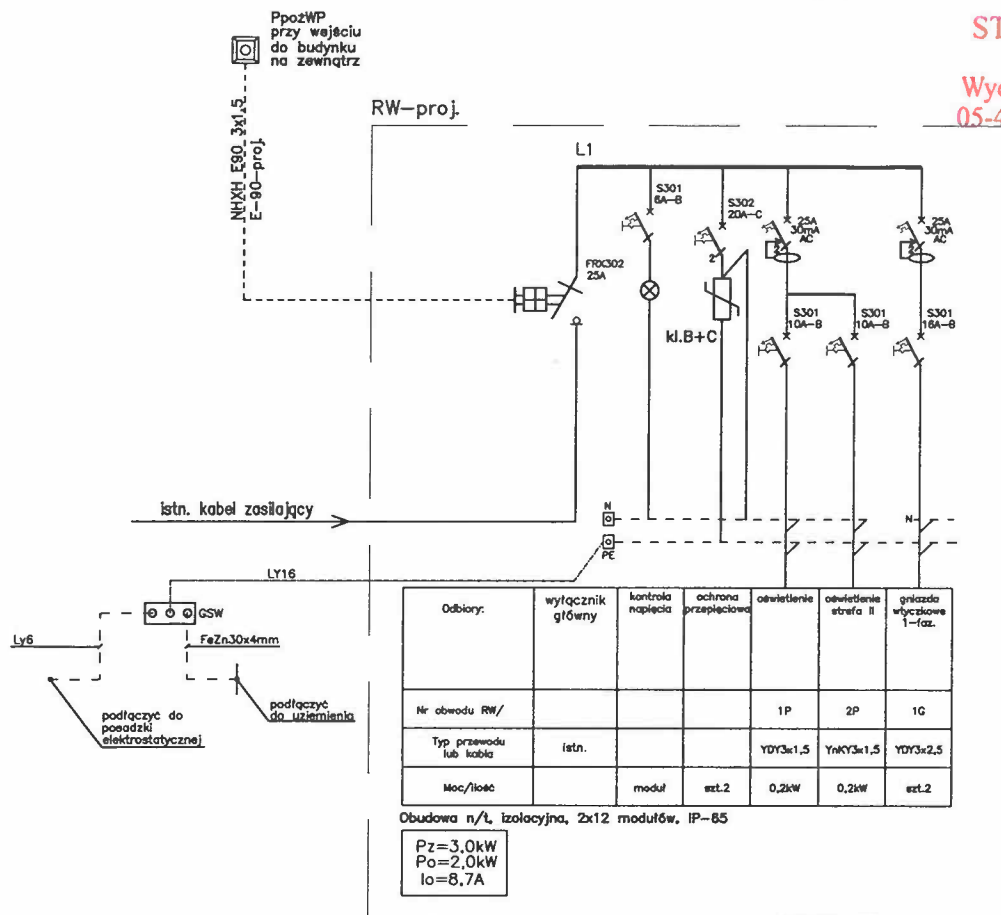 PpożWP
przy wejściu
do budynku
na zewnątrz
ST
Wyd
05-4
NHXH E90 3x1,5
E-90-proj.
RW-proj.
L1
S301
6A-B
S302
20A-C
25A
30mA
AC
25A
30mA
AC
FRX302
25A
2
2
2
kl.B+C
S301
10A-B
S301
10A-B
S301
16A-B
istn. kabel zasilający
N
N
PE
LY16
GSW
Ly6
FeZn30x4mm
podłączyć do
posadzki
elektrostatycznej
podłączyć
do uziemienia
Odbiory:
wyłącznik
główny
kontrola
napięcia
ochrona
przepięciowa
oświetlenie
oświetlenie
strefa II
gniazda
wtyczkowe
1-faz.
Nr obwodu RW/
1P
2P
1G
Typ przewodu
lub kabla
istn.
YDY3x1,5
YnKY3x1,5
YDY3x2,5
Moc/ilość
moduł
szt.2
0,2kW
0,2kW
szt.2
Obudowa n/t, izolacyjna, 2x12 modułów, IP-65
Pz=3,0kW
Po=2,0kW
Io=8,7A